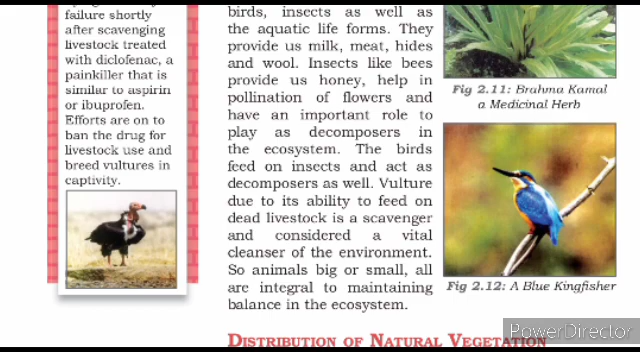 failure shortly
after scavenging
livestock treated
with diclofenac, a
painkiller that is
similar to aspirin
or ibuprofen.
Efforts are on to
ban the drug for
livestock use and
breed vultures in
captivity.
birds, insects as well as
the aquatic life forms. They
provide us milk, meat, hides
and wool. Insects like bees
provide us honey, help in
pollination of flowers and
have an important role to
play as decomposers in
the ecosystem. The birds
feed on insects and act as
decomposers as well. Vulture
due to its ability to feed on
dead livestock is a scavenger
and considered a vital
cleanser of the environment.
So animals big or small, all
are integral to maintaining
balance in the ecosystem.
DISTRIBUTION OF NATURAL VEGETATION
Fig 2.11: Brahma Kamal
a Medicinal Herb
Fig 2.12: A Blue Kingfisher
PowerDirector